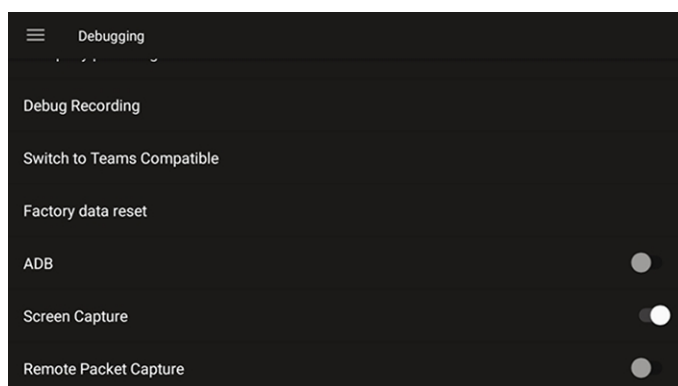 Debugging
Debug Recording
Switch to Teams Compatible
Factory data reset
ADB
Screen Capture
Remote Packet Capture